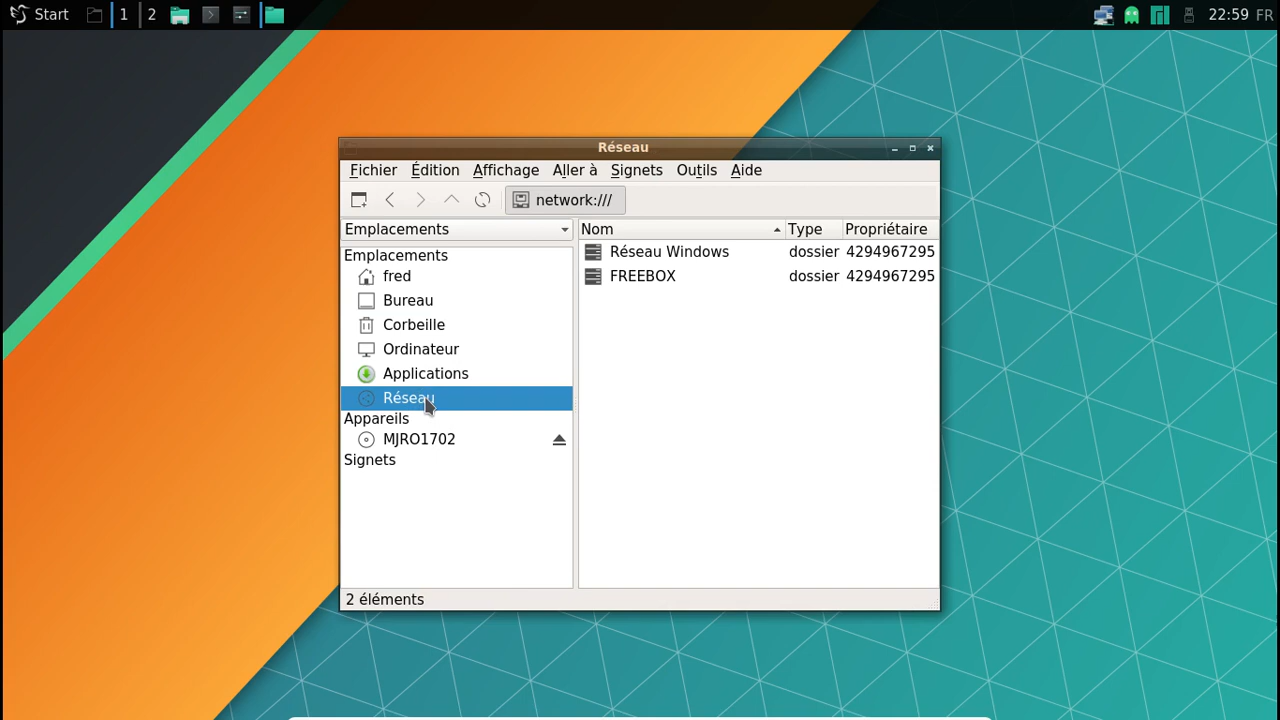 Start 1 2 22:59 FR
Réseau
Fichier Édition Affichage Aller à Signets Outils Aide
network:///
Emplacements
Nom Type Propriétaire
Emplacements
fred
Bureau
Corbeille
Ordinateur
Applications
Réseau
Appareils
MJRO1702
Signets
Réseau Windows dossier 4294967295
FREEBOX dossier 4294967295
2 éléments